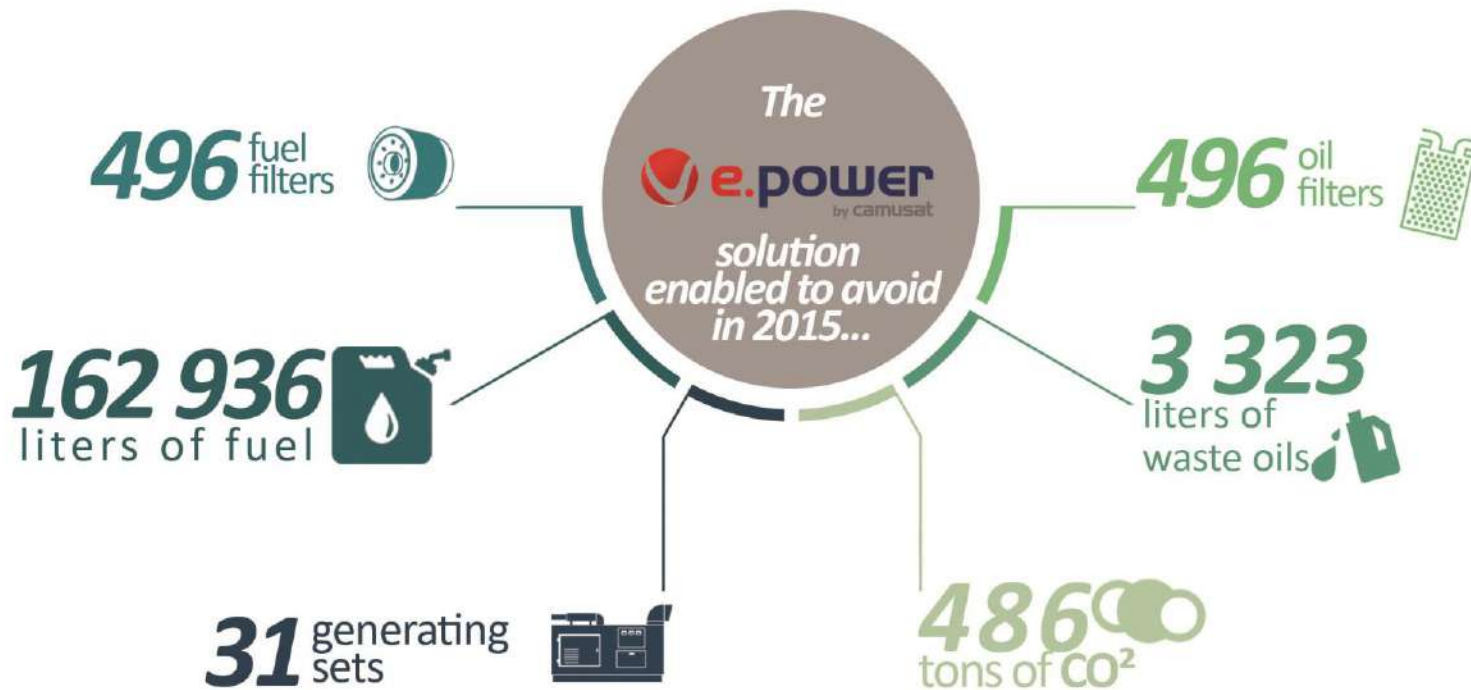 The
e.power
by camusat
solution
enabled to avoid
in 2015...
496 fuel
filters
162 936
liters of fuel
31 generating
sets
486
tons of CO²
3 323
liters of
waste oils
496 oil
filters